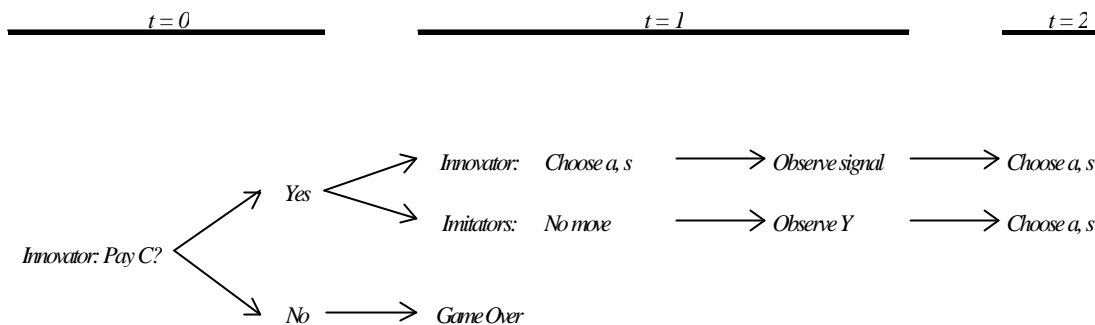 t = 0 t = 1 t = 2
Innovator: Choose a, s Observe signal Choose a, s
Yes
Imitators: No move Observe Y Choose a, s
Innovator: Pay C?
No Game Over